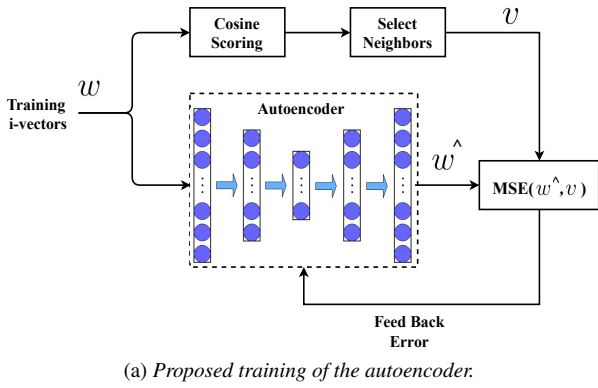 Cosine
Scoring
Select
Neighbors
v
w
Training
i-vectors
Autoencoder
w^
MSE(w^,v)
Feed Back
Error
(a) Proposed training of the autoencoder.